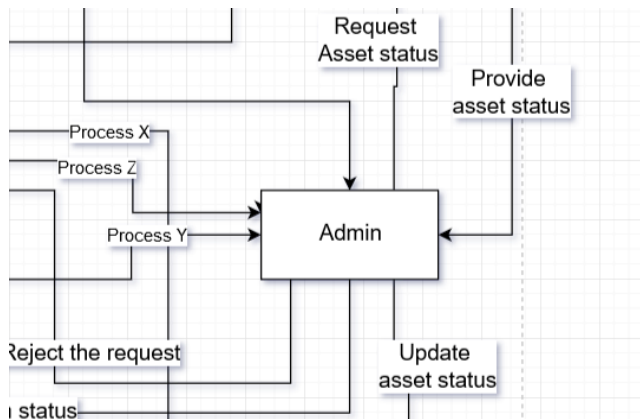 Request
Asset status
Provide
asset status
Process X
Process Z
Process Y
Admin
Reject the request
Update
asset status
status